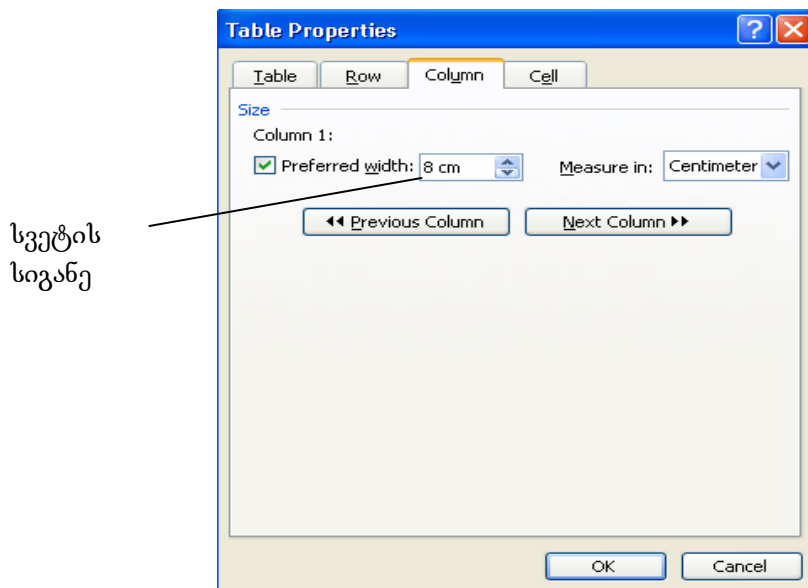 Table Properties
Table Row Column Cell
Size
Column 1:
Preferred width: 8 cm Measure in: Centimeter
Previous Column Next Column
სვეტის
სიგანე
OK Cancel